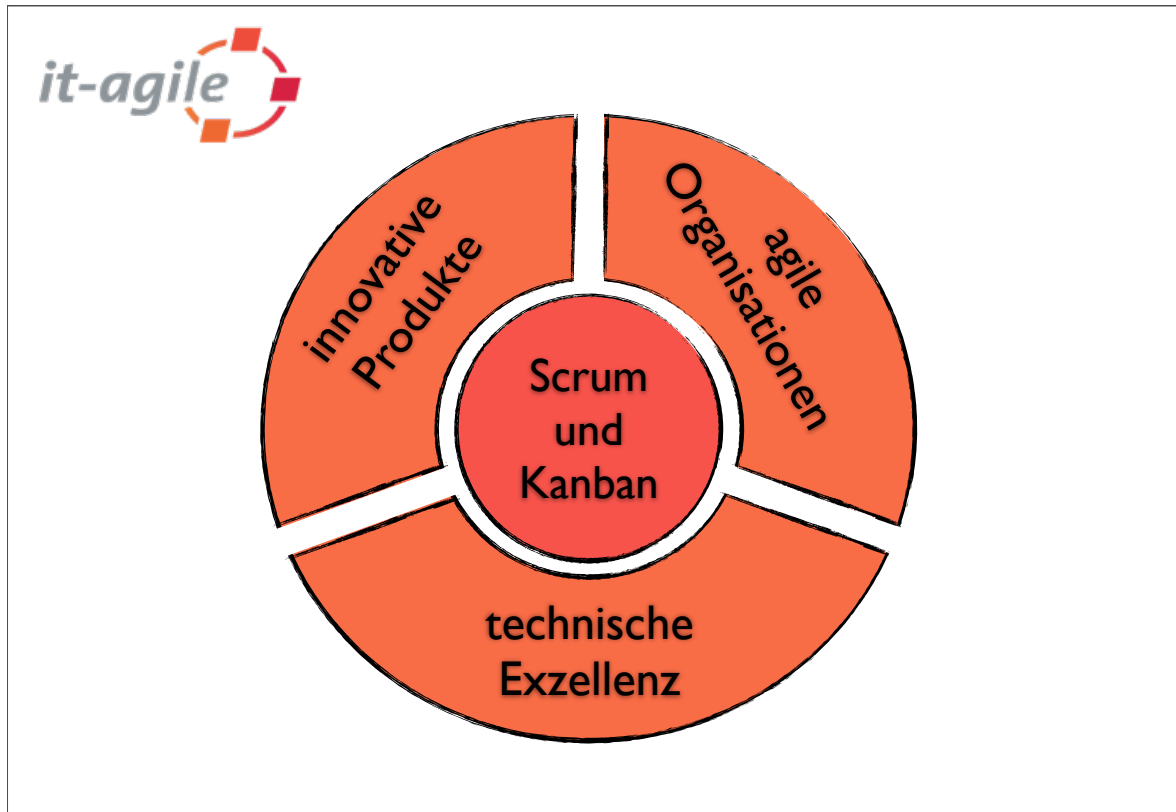 it-agile
innovative
Produkte
agile
Organisationen
Scrum
und
Kanban
technische
Exzellenz